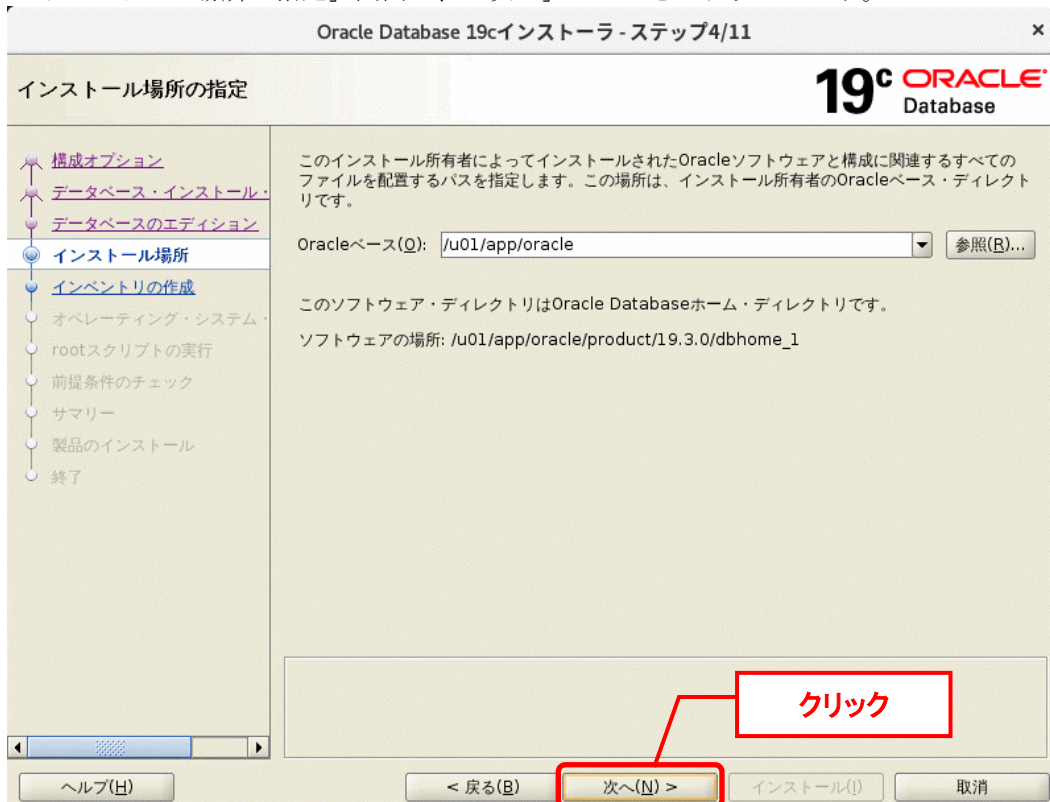 Oracle Database 19cインストーラ - ステップ4/11
×
インストール場所の指定
19c ORACLE
Database
構成オプション
データベース・インストール・
データベースのエディション
インストール場所
インベントリの作成
オペレーティング・システム・
rootスクリプトの実行
前提条件のチェック
サマリー
製品のインストール
終了
このインストール所有者によってインストールされたOracleソフトウェアと構成に関連するすべての
ファイルを配置するパスを指定します。この場所は、インストール所有者のOracleベース・ディレクト
リです。
Oracleベース(O): /u01/app/oracle 参照(R)...
このソフトウェア・ディレクトリはOracle Databaseホーム・ディレクトリです。
ソフトウェアの場所: /u01/app/oracle/product/19.3.0/dbhome_1
クリック
ヘルプ(H) < 戻る(B) 次へ(N) > インストール(I) 取消